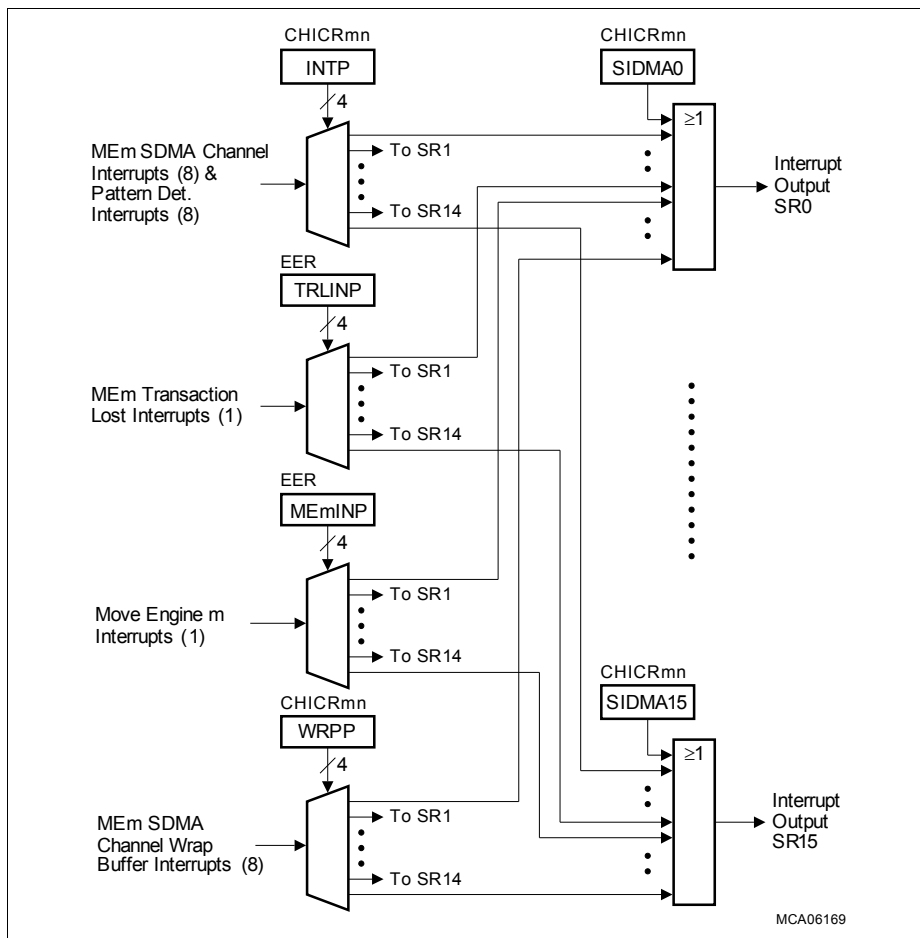 CHICRmn
INTP
4
MEm SDMA Channel
Interrupts (8) &
Pattern Det.
Interrupts (8)
To SR1
To SR14
CHICRmn
SIDMA0
≥1
Interrupt
Output
SR0
EER
TRLINP
4
MEm Transaction
Lost Interrupts (1)
To SR1
To SR14
EER
MEmINP
4
Move Engine m
Interrupts (1)
To SR1
To SR14
CHICRmn
WRPP
4
MEm SDMA
Channel Wrap
Buffer Interrupts (8)
To SR1
To SR14
CHICRmn
SIDMA15
≥1
Interrupt
Output
SR15
MCA06169